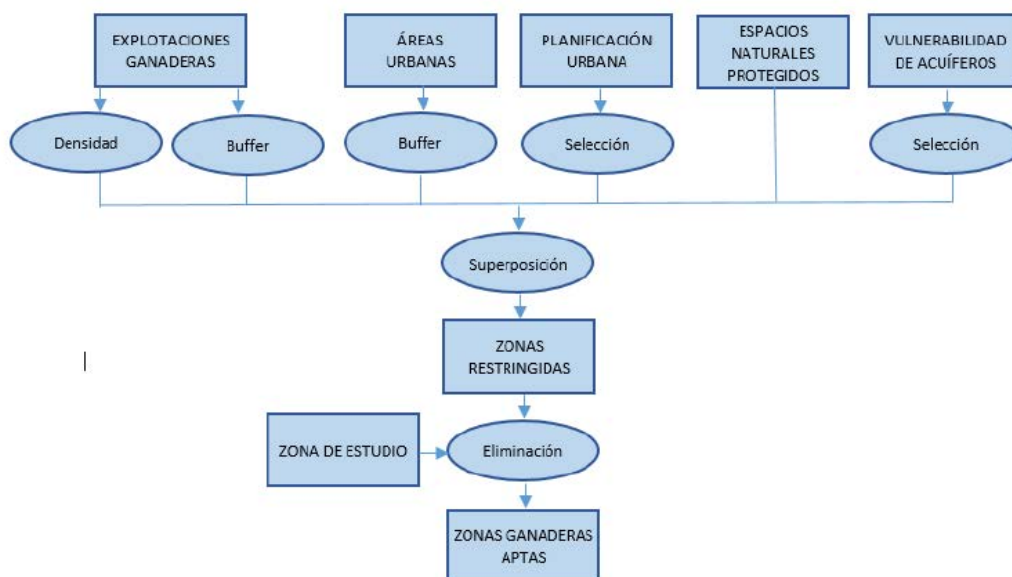 EXPLOTACIONES
GANADERAS
ÁREAS
URBANAS
PLANIFICACIÓN
URBANA
ESPACIOS
NATURALES
PROTEGIDOS
VULNERABILIDAD
DE ACUÍFEROS
Densidad
Buffer
Buffer
Selección
Selección
Superposición
ZONAS
RESTRINGIDAS
ZONA DE ESTUDIO
Eliminación
ZONAS GANADERAS
APTAS